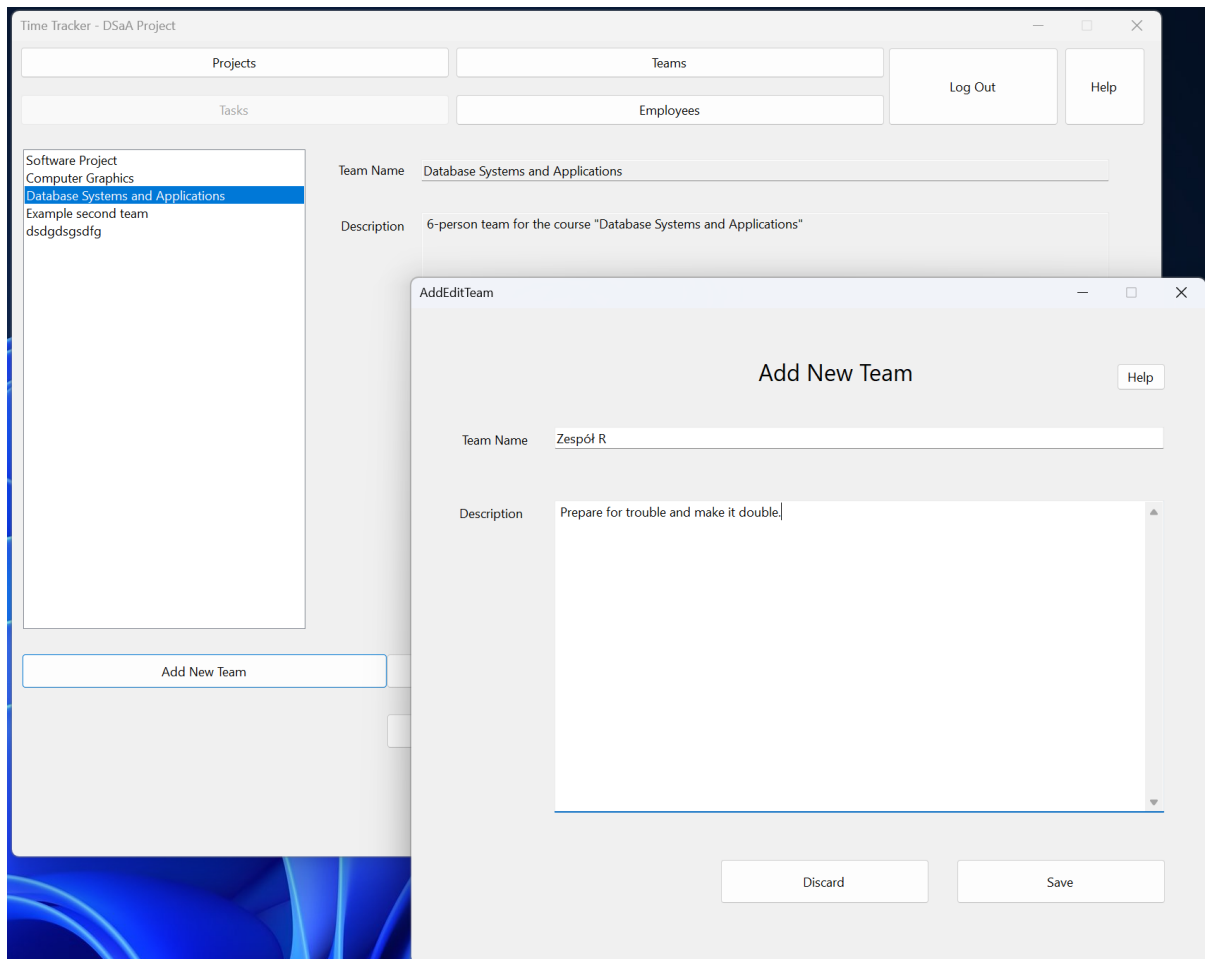 Time Tracker - DSaA Project
Projects
Teams
Log Out
Help
Tasks
Employees
Software Project
Computer Graphics
Database Systems and Applications
Example second team
dsdgdsgsdfg
Team Name
Database Systems and Applications
Description
6-person team for the course "Database Systems and Applications"
Add New Team
AddEditTeam
Add New Team
Help
Team Name
Zespół R
Description
Prepare for trouble and make it double.
Discard
Save